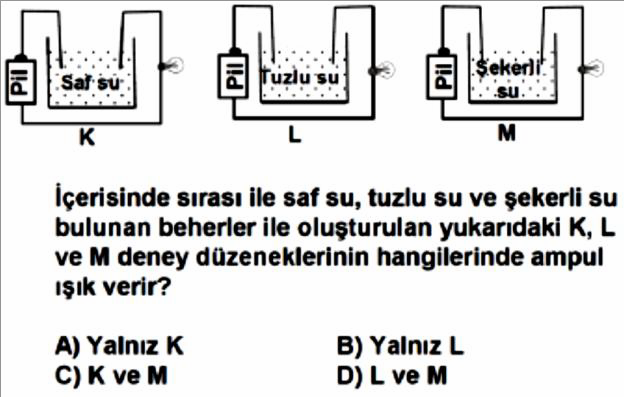 Pil
Saf su
K
Pil
Tuzlu su
L
Pil
Şekerli
su
M
İçerisinde sırası ile saf su, tuzlu su ve şekerli su
bulunan beherler ile oluşturulan yukarıdaki K, L
ve M deney düzeneklerinin hangilerinde ampul
ışık verir?
A) Yalnız K
B) Yalnız L
C) K ve M
D) L ve M